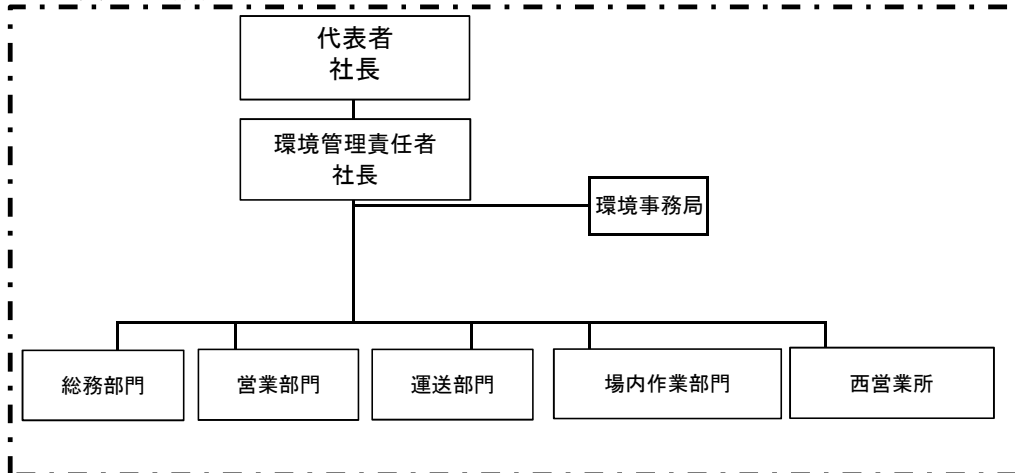 代表者
社長
環境管理責任者
社長
環境事務局
総務部門
営業部門
運送部門
場内作業部門
西営業所